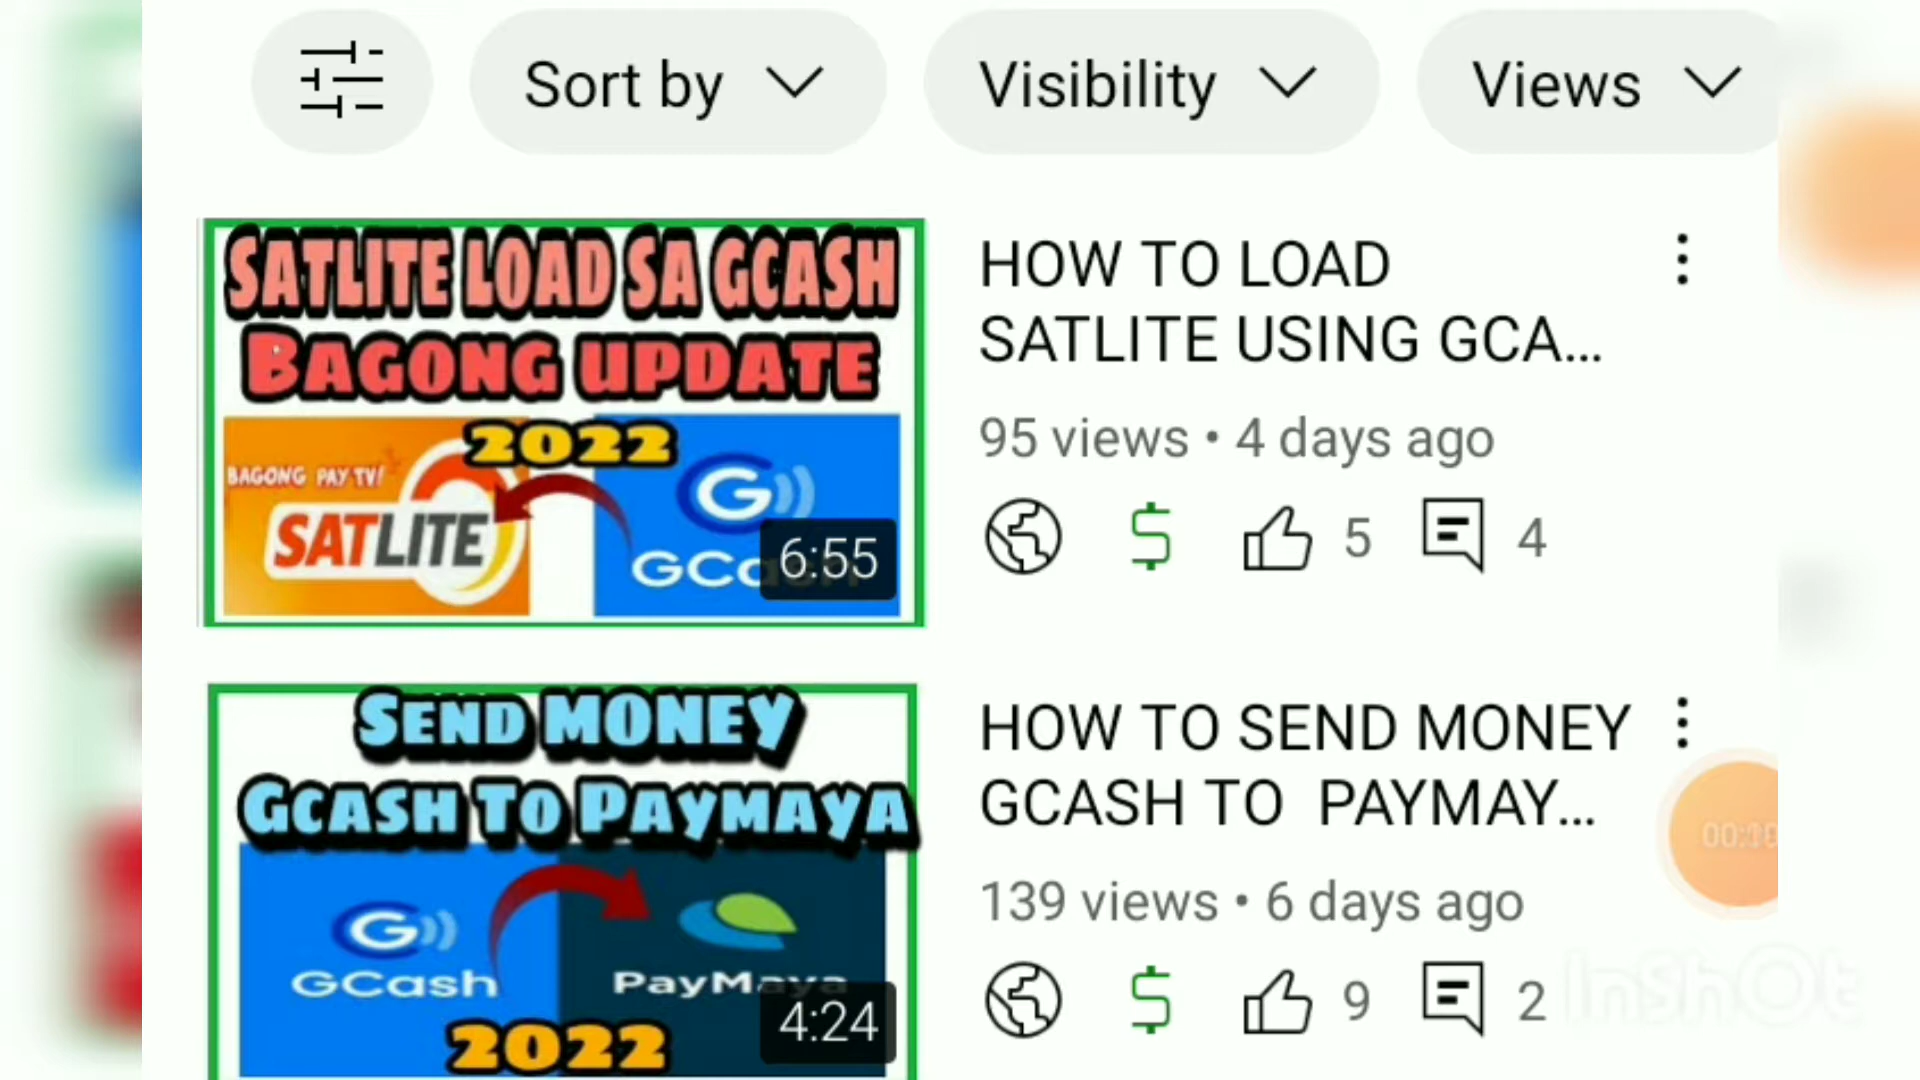 Sort by
Visibility
Views
SATLITE LOAD SA GCASH
BAGONG UPDATE
2022
BAGONG PAY TV!
SATLITE
6:55
HOW TO LOAD
SATLITE USING GCA...
95 views • 4 days ago
5
4
SEND MONEY
GCASH TO PAYMAYA
GCash
PayMaya
2022
4:24
HOW TO SEND MONEY
GCASH TO PAYMAY...
139 views • 6 days ago
9
2
InShOt